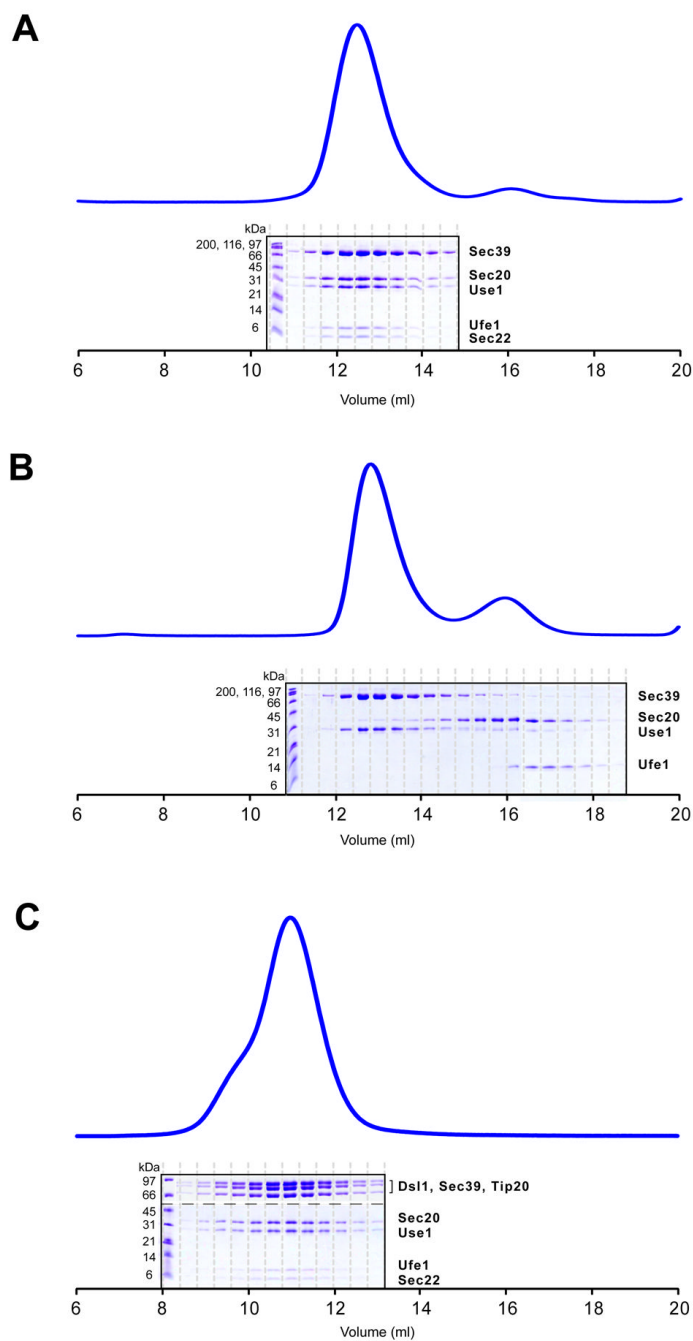 A
kDa
200, 116, 97
66
45
31
21
14
6
Sec39
Sec20
Use1
Ufe1
Sec22
6 8 10 12 14 16 18 20
Volume (ml)
B
kDa
200, 116, 97
66
45
31
21
14
6
Sec39
Sec20
Use1
Ufe1
6 8 10 12 14 16 18 20
Volume (ml)
C
kDa
97
66
45
31
21
14
6
Dsl1, Sec39, Tip20
Sec20
Use1
Ufe1
Sec22
6 8 10 12 14 16 18 20
Volume (ml)